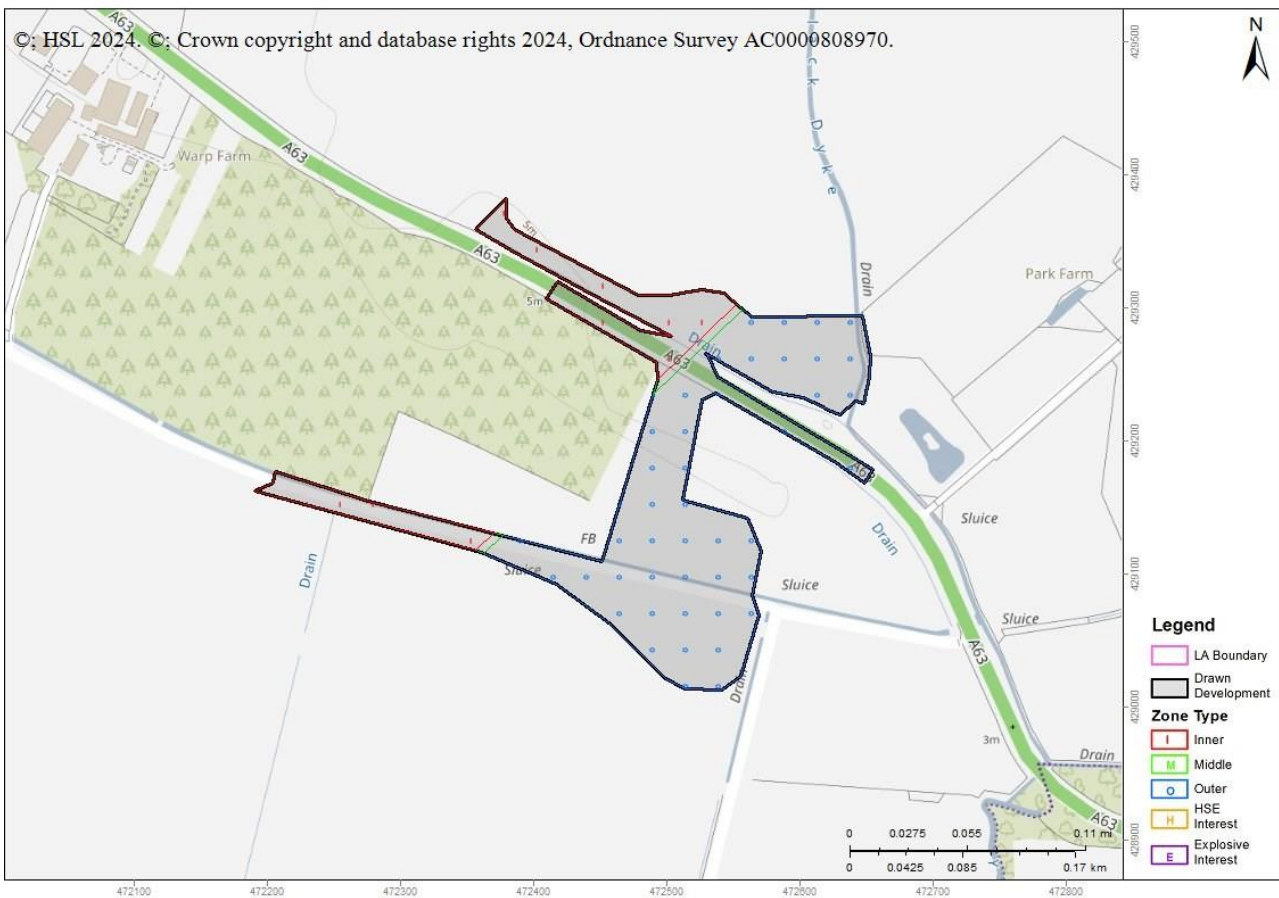 A63
©; HSL 2024. ©; Crown copyright and database rights 2024, Ordnance Survey AC0000808970.
N
429500
Dyke
A63
Warp Farm
429400
5m
A63
Drain
Park Farm
5m
429300
Drain
A63
429200
A63
Sluice
Drain
FB
Sluice
Drain
Sluice
429100
Sluice
A63
Drain
429000
3m
Drain
A63
428900
Legend
LA Boundary
Drawn
Development
Zone Type
I Inner
M Middle
O Outer
H HSE
Interest
E Explosive
Interest
0 0.0275 0.055 0.11 mi
0 0.0425 0.085 0.17 km
472100 472200 472300 472400 472500 472600 472700 472800